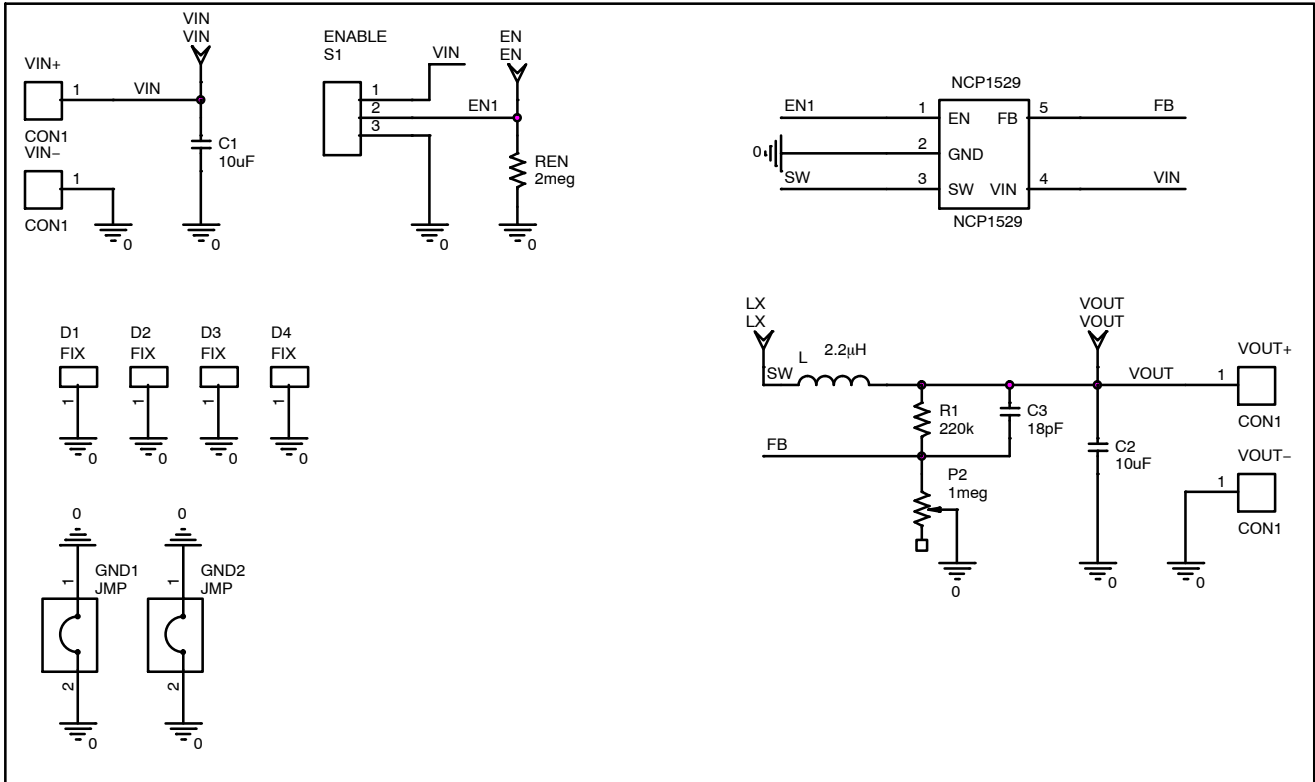 VIN
VIN
VIN+
1
VIN
CON1
C1
10uF
VIN−
1
CON1
0
0
ENABLE
S1
1
2
3
VIN
EN
EN
EN1
REN
2meg
0
0
NCP1529
EN1
1
EN
FB
5
FB
0
2
GND
SW
3
SW
VIN
4
VIN
NCP1529
D1
FIX
1
0
D2
FIX
1
0
D3
FIX
1
0
D4
FIX
1
0
LX
LX
SW
L
2.2μH
VOUT
VOUT
VOUT
1
VOUT+
CON1
R1
220k
C3
18pF
FB
P2
1meg
0
C2
10uF
0
VOUT−
1
CON1
0
0
1
GND1
JMP
2
0
0
1
GND2
JMP
2
0